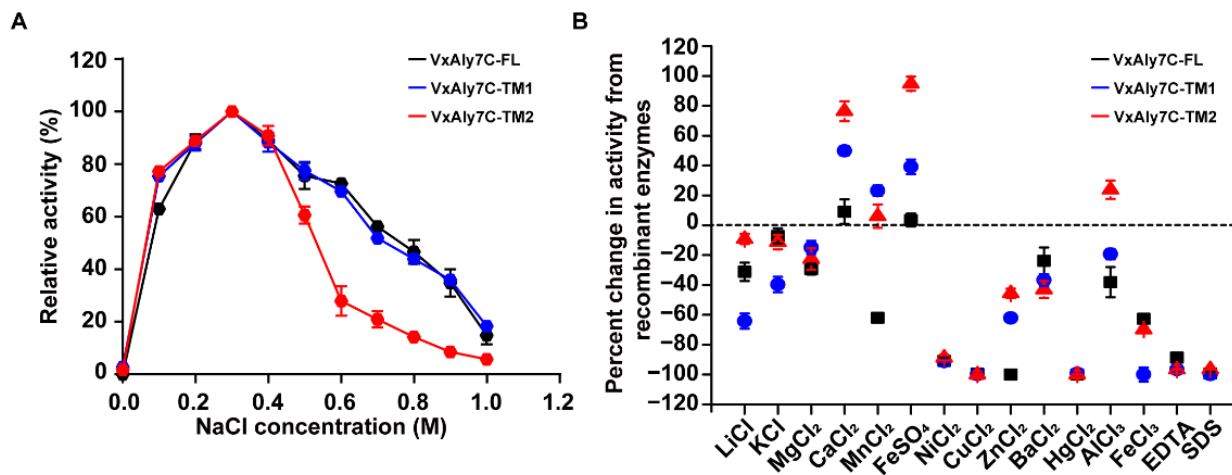 A
Relative activity (%)
120
100
80
60
40
20
0
0.0 0.2 0.4 0.6 0.8 1.0 1.2
NaCl concentration (M)
VxAly7C-FL
VxAly7C-TM1
VxAly7C-TM2
B
Percent change in activity from
recombinant enzymes
120
100
80
60
40
20
0
−20
−40
−60
−80
−100
−120
VxAly7C-FL
VxAly7C-TM1
VxAly7C-TM2
LiCl
KCl
MgCl₂
CaCl₂
MnCl₂
FeSO₄
NiCl₂
CuCl₂
ZnCl₂
BaCl₂
HgCl₂
AlCl₃
FeCl₃
EDTA
SDS